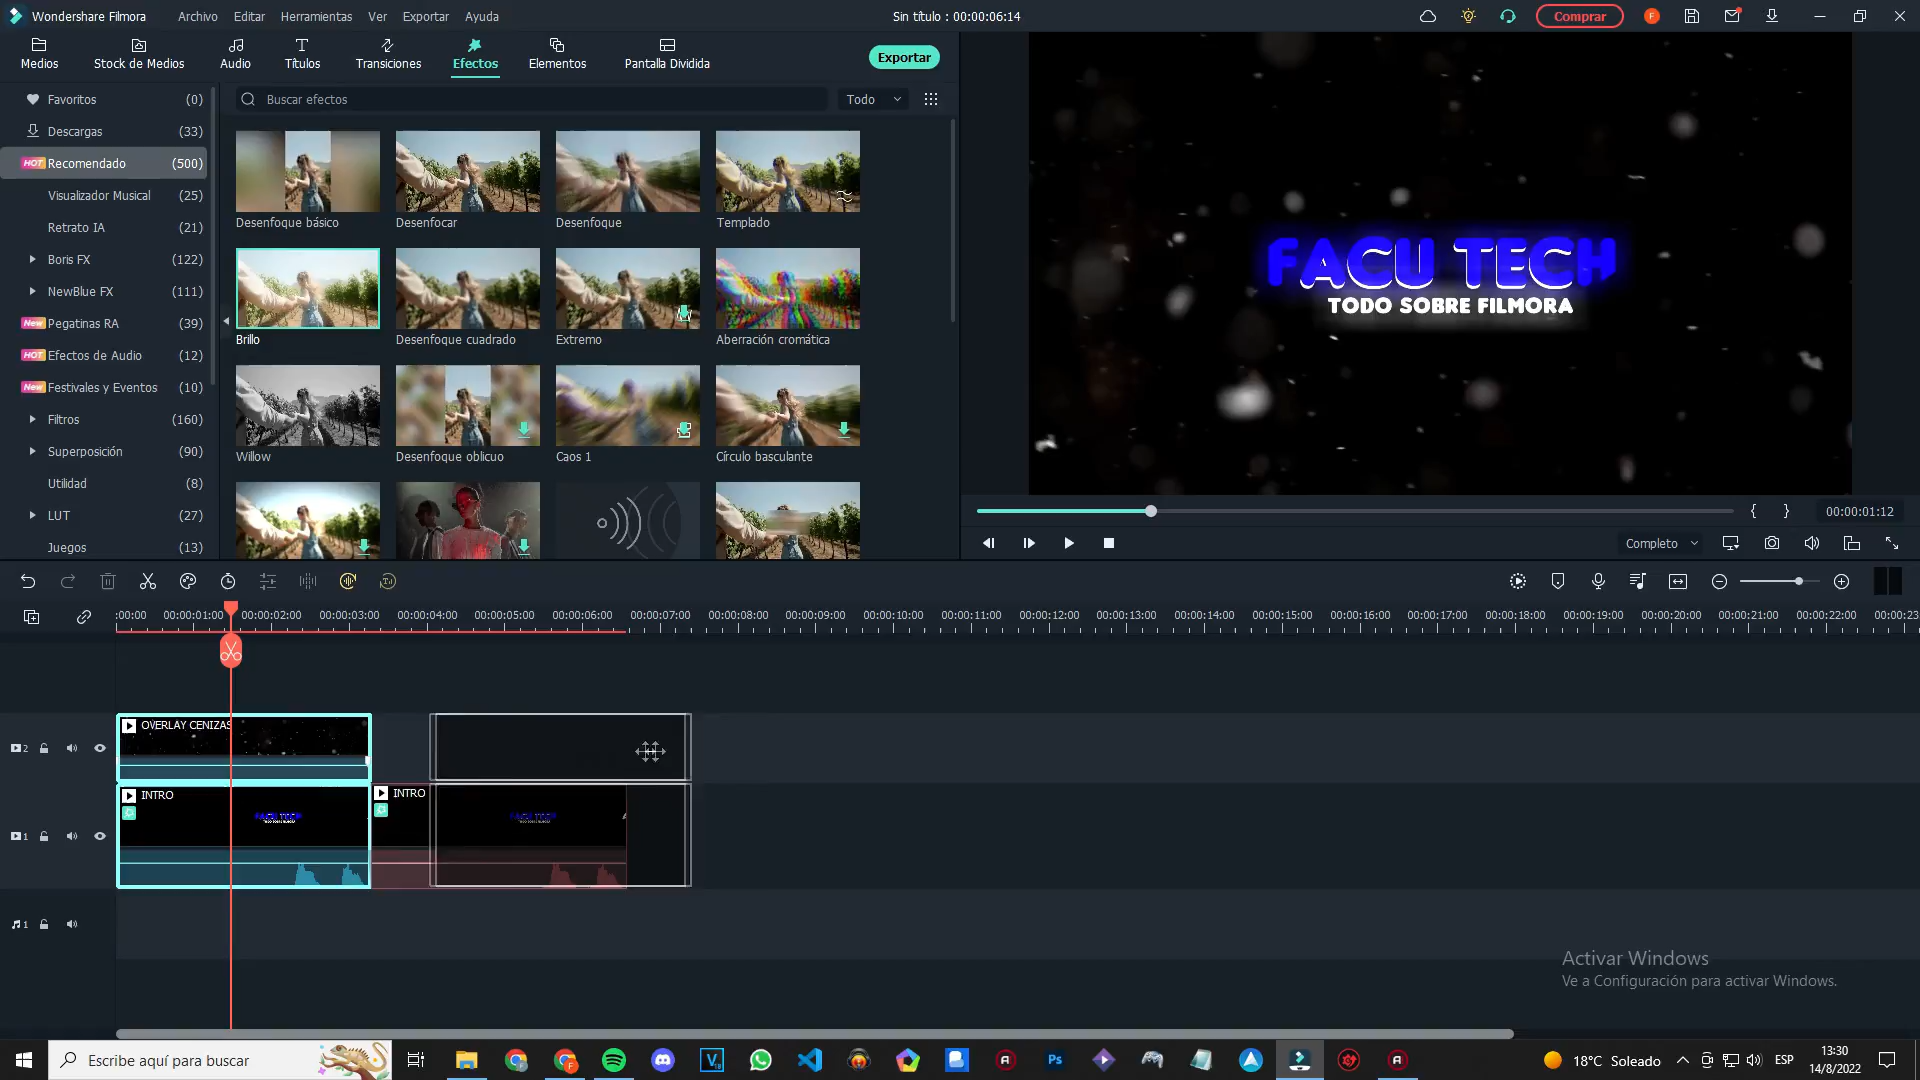 Wondershare Filmora
Archivo
Editar
Herramientas
Ver
Exportar
Ayuda
Sin título : 00:00:06:14
Comprar
F
Medios
Stock de Medios
Audio
Títulos
Transiciones
Efectos
Elementos
Pantalla Dividida
Exportar
Favoritos (0)
Descargas (33)
HOT Recomendado (500)
Visualizador Musical (25)
Retrato IA (21)
Boris FX (122)
NewBlue FX (111)
New Pegatinas RA (39)
HOT Efectos de Audio (12)
New Festivales y Eventos (10)
Filtros (160)
Superposición (90)
Utilidad (8)
LUT (27)
Juegos (13)
Buscar efectos
Todo
Desenfoque básico
Desenfocar
Desenfoque
Templado
Brillo
Desenfoque cuadrado
Extremo
Aberración cromática
Willow
Desenfoque oblicuo
Caos 1
Círculo basculante
FACU TECH
TODO SOBRE FILMORA
00:00:01:12
Completo
:00:00 00:00:01:00 00:00:02:00 00:00:03:00 00:00:04:00 00:00:05:00 00:00:06:00 00:00:07:00 00:00:08:00 00:00:09:00 00:00:10:00 00:00:11:00 00:00:12:00 00:00:13:00 00:00:14:00 00:00:15:00 00:00:16:00 00:00:17:00 00:00:18:00 00:00:19:00 00:00:20:00 00:00:21:00 00:00:22:00 00:00:23
2
OVERLAY CENIZAS
1
INTRO
INTRO
FACU TECH
FACU TECH
1
Activar Windows
Ve a Configuración para activar Windows.
Escribe aquí para buscar
Ps
18°C Soleado
ESP
13:30
14/8/2022